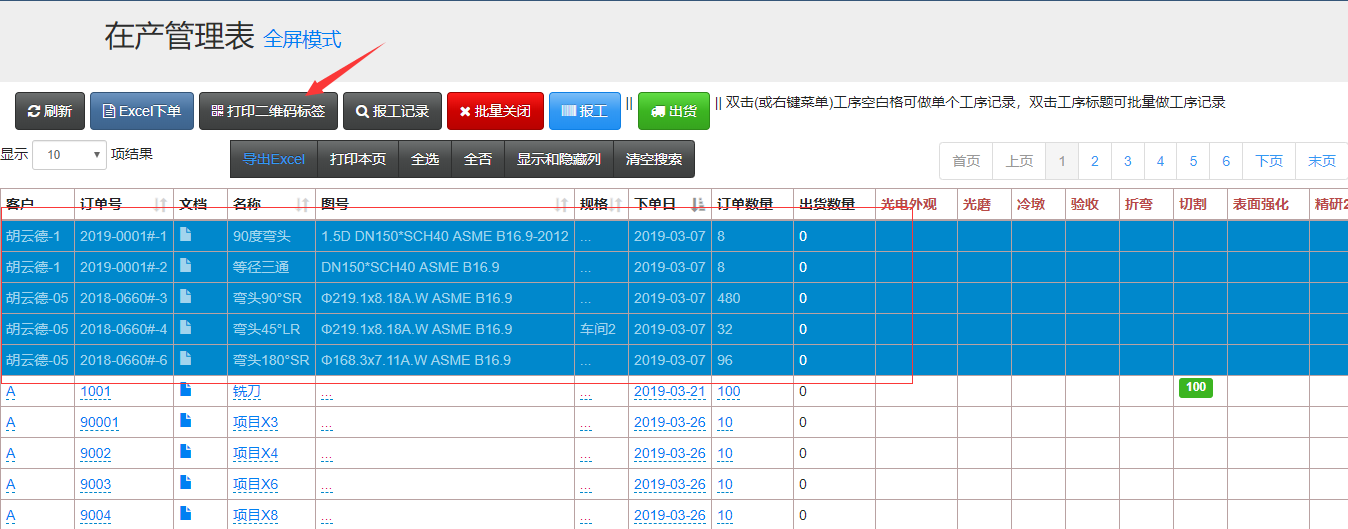 在产管理表 全屏模式
刷新 Excel下单 打印二维码标签 报工记录 批量关闭 报工 || 出货 || 双击(或右键菜单)工序空白格可做单个工序记录，双击工序标题可批量做工序记录
显示 10 项结果 导出Excel 打印本页 全选 全否 显示和隐藏列 清空搜索 首页 上页 1 2 3 4 5 6 下页 末页
客户 订单号 文档 名称 图号 规格 下单日 订单数量 出货数量 光电外观 光磨 冷墩 验收 折弯 切割 表面强化 精研2
胡云德-1 2019-0001#-1 90度弯头 1.5D DN150*SCH40 ASME B16.9-2012 ... 2019-03-07 8 0
胡云德-1 2019-0001#-2 等径三通 DN150*SCH40 ASME B16.9 ... 2019-03-07 8 0
胡云德-05 2018-0660#-3 弯头90°SR Φ219.1x8.18A.W ASME B16.9 ... 2019-03-07 480 0
胡云德-05 2018-0660#-4 弯头45°LR Φ219.1x8.18A.W ASME B16.9 车间2 2019-03-07 32 0
胡云德-05 2018-0660#-6 弯头180°SR Φ168.3x7.11A.W ASME B16.9 ... 2019-03-07 96 0
A 1001 铣刀 ... ... 2019-03-21 100 0 100
A 90001 项目X3 ... ... 2019-03-26 10 0
A 9002 项目X4 ... ... 2019-03-26 10 0
A 9003 项目X6 ... ... 2019-03-26 10 0
A 9004 项目X8 ... ... 2019-03-26 10 0